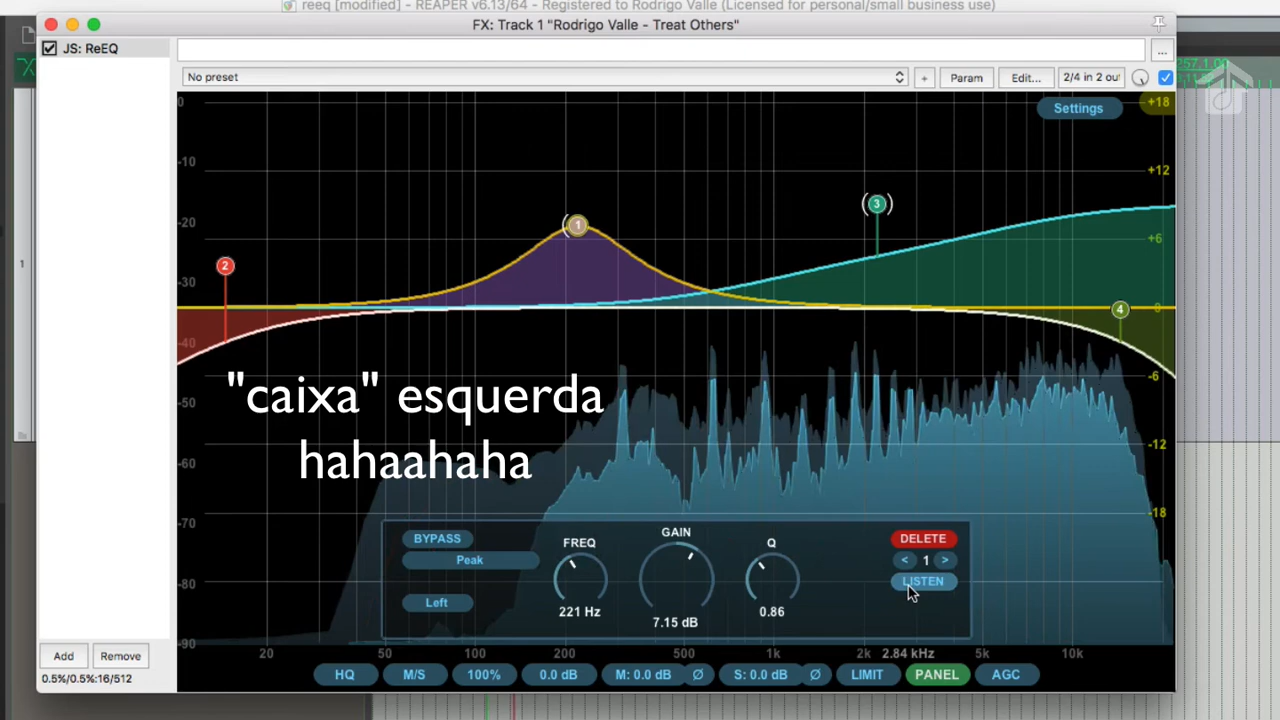 reeq [modified] - REAPER v6.13/64 - Registered to Rodrigo Valle (Licensed for personal/small business use)
FX: Track 1 "Rodrigo Valle - Treat Others"
JS: ReEQ
...
No preset
+
Param
Edit...
2/4 in 2 out
257.1.00
0
Settings
+18
-10
+12
-20
1
3
+6
2
-30
1
0
4
-40
-6
"caixa" esquerda
-50
-12
hahaahaha
-60
-18
-70
BYPASS
FREQ
GAIN
Q
DELETE
Peak
< 1 >
LISTEN
-80
Left
221 Hz
7.15 dB
0.86
-90
20
50
100
200
500
1k
2k
2.84 kHz
5k
10k
Add
Remove
0.5%/0.5%:16/512
HQ
M/S
100%
0.0 dB
M: 0.0 dB
Ø
S: 0.0 dB
Ø
LIMIT
PANEL
AGC